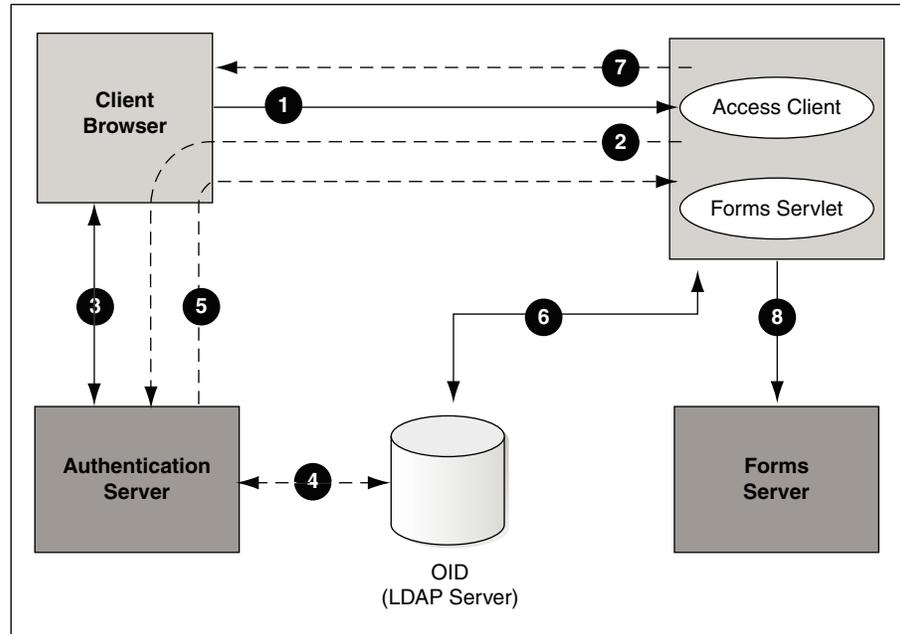 Client
Browser
7
1
Access Client
2
Forms Servlet
3
5
6
8
Authentication
Server
4
Forms
Server
OID
(LDAP Server)